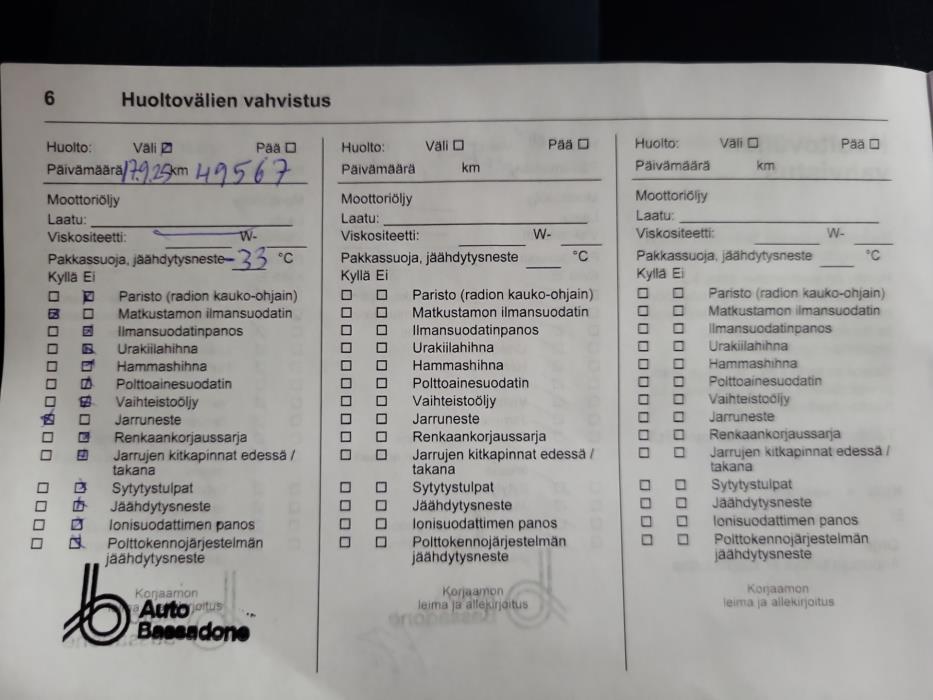 6 Huoltovälien vahvistus
Huolto: Väli Pää
Päivämäärä 17.9.25 km 49567
Moottoriöljy
Laatu:
Viskositeetti: W-
Pakkassuoja, jäähdytysneste -33 °C
Kyllä Ei
Paristo (radion kauko-ohjain)
Matkustamon ilmansuodatin
Ilmansuodatinpanos
Urakiilahihna
Hammashihna
Polttoainesuodatin
Vaihteistoöljy
Jarruneste
Renkaankorjaussarja
Jarrujen kitkapinnat edessä /
takana
Sytytystulpat
Jäähdytysneste
Ionisuodattimen panos
Polttokennojärjestelmän
jäähdytysneste
Korjaamon
Auto
Bassadone
Huolto: Väli Pää
Päivämäärä km
Moottoriöljy
Laatu:
Viskositeetti: W-
Pakkassuoja, jäähdytysneste °C
Kyllä Ei
Paristo (radion kauko-ohjain)
Matkustamon ilmansuodatin
Ilmansuodatinpanos
Urakiilahihna
Hammashihna
Polttoainesuodatin
Vaihteistoöljy
Jarruneste
Renkaankorjaussarja
Jarrujen kitkapinnat edessä /
takana
Sytytystulpat
Jäähdytysneste
Ionisuodattimen panos
Polttokennojärjestelmän
jäähdytysneste
Korjaamon
leima ja allekirjoitus
Huolto: Väli Pää
Päivämäärä km
Moottoriöljy
Laatu:
Viskositeetti: W-
Pakkassuoja, jäähdytysneste °C
Kyllä Ei
Paristo (radion kauko-ohjain)
Matkustamon ilmansuodatin
Ilmansuodatinpanos
Urakiilahihna
Hammashihna
Polttoainesuodatin
Vaihteistoöljy
Jarruneste
Renkaankorjaussarja
Jarrujen kitkapinnat edessä /
takana
Sytytystulpat
Jäähdytysneste
Ionisuodattimen panos
Polttokennojärjestelmän
jäähdytysneste
Korjaamon
leima ja allekirjoitus